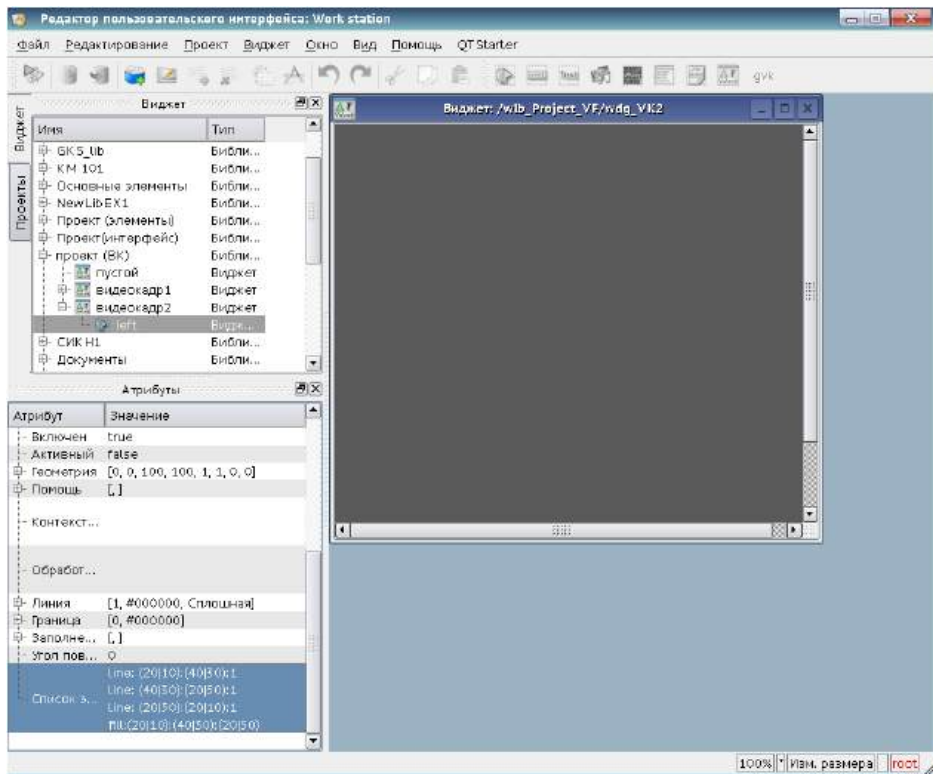 Редактор пользовательского интерфейса: Work station
Файл Редактирование Проект Виджет Окно Вид Помощь QTStarter
gvk
Виджет
Проекты
Виджет
Имя Тип
GKS_lib Библи...
КМ 101 Библи...
Основные элементы Библи...
NewLibEX1 Библи...
Проект (элементы) Библи...
Проект(интерфейс) Библи...
проект (ВК) Библи...
пустой Виджет
видеокадр1 Виджет
видеокадр2 Виджет
left Видж...
СИК Н1 Библи...
Документы Библи...
Атрибуты
Атрибут Значение
Включен true
Активный false
Геометрия [0, 0, 100, 100, 1, 1, 0, 0]
Помощь [, ]
Контекст...
Обработ...
Линия [1, #000000, Сплошная]
Граница [0, #000000]
Заполне... [, ]
Угол пов... 0
Список э...
Line: (20|10):(40|30):1
Line: (40|30):(20|50):1
Line: (20|50):(20|10):1
fill:(20|10):(40|30):(20|50)
Виджет: /wlb_Project_VF/wdg_VK2
100% Изм. размера root